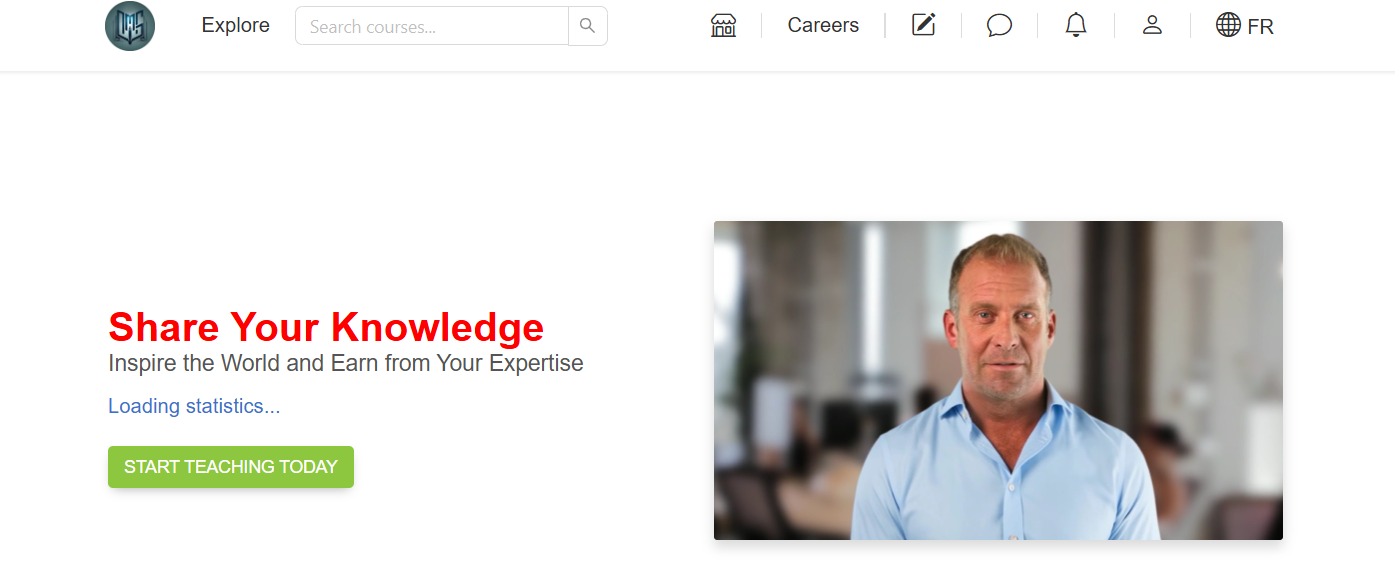 Explore
Search courses...
Careers
FR
Share Your Knowledge
Inspire the World and Earn from Your Expertise
Loading statistics...
START TEACHING TODAY